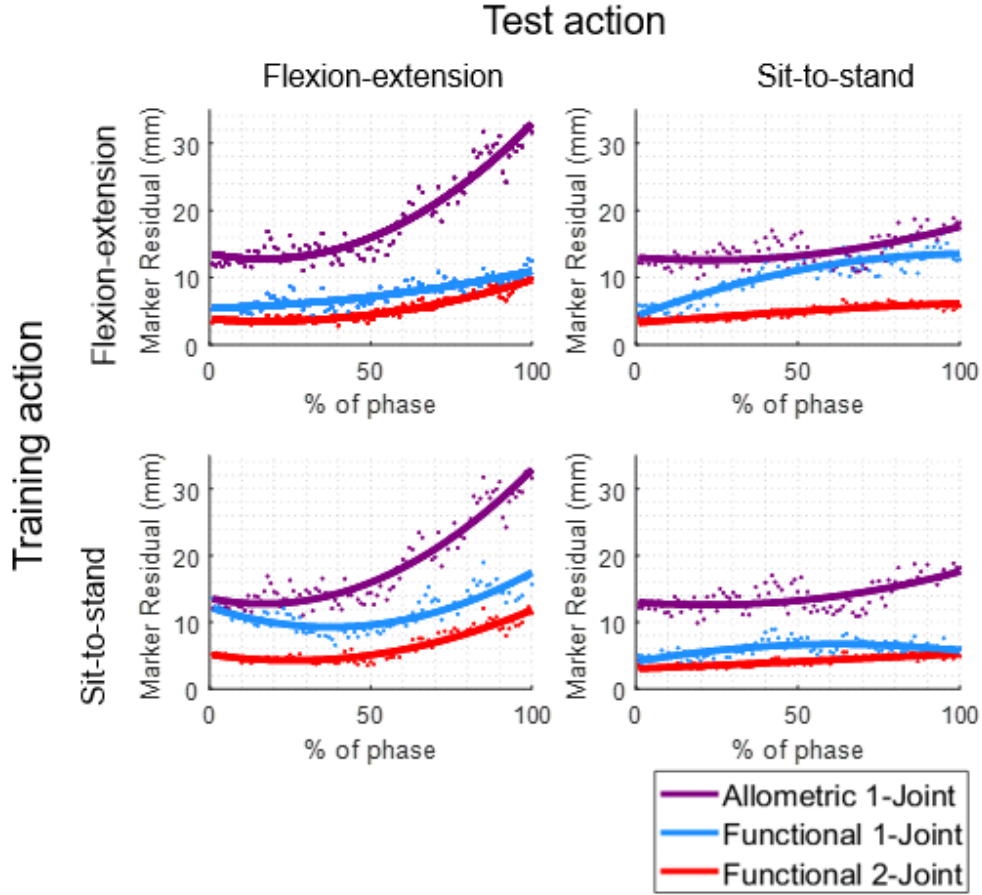 Test action
Flexion-extension
Sit-to-stand
Training action
Flexion-extension
Marker Residual (mm)
30
20
10
0
0
50
100
% of phase
Marker Residual (mm)
30
20
10
0
0
50
100
% of phase
Sit-to-stand
Marker Residual (mm)
30
20
10
0
0
50
100
% of phase
Marker Residual (mm)
30
20
10
0
0
50
100
% of phase
Allometric 1-Joint
Functional 1-Joint
Functional 2-Joint